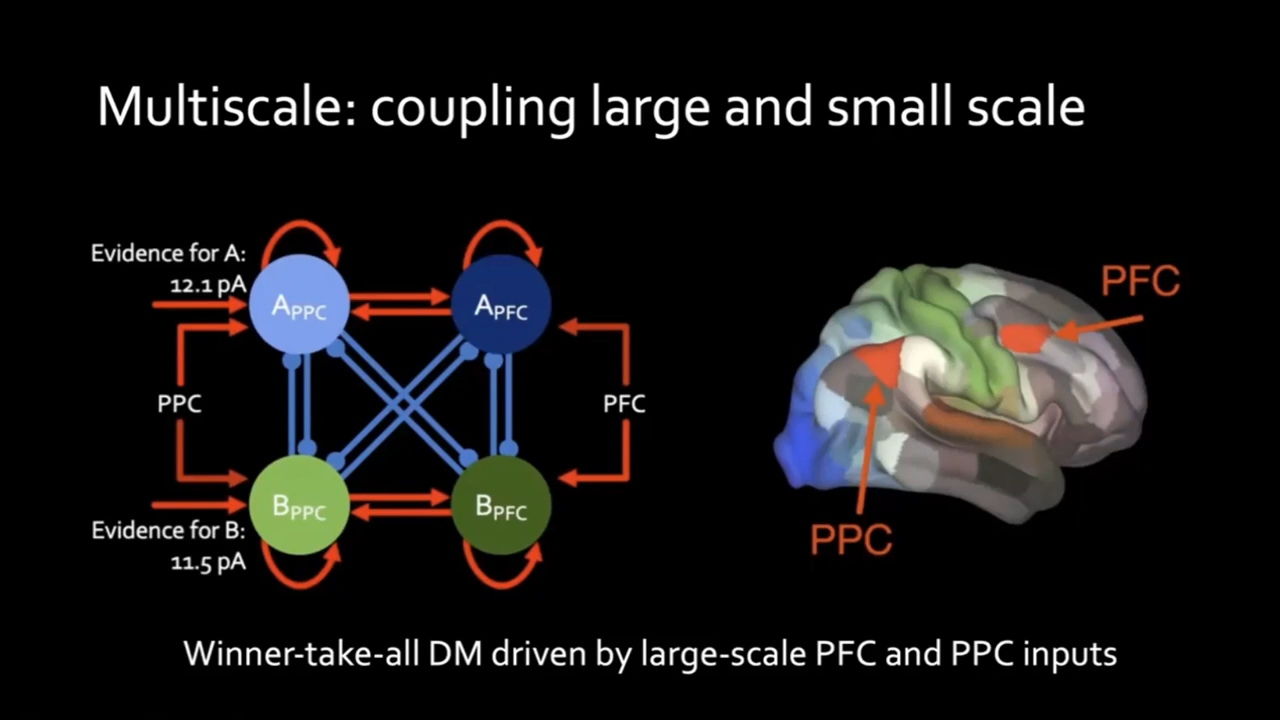 Multiscale: coupling large and small scale
Evidence for A:
12.1 pA
APPC
APFC
PPC
PFC
BPPC
BPFC
Evidence for B:
11.5 pA
PFC
PPC
Winner-take-all DM driven by large-scale PFC and PPC inputs